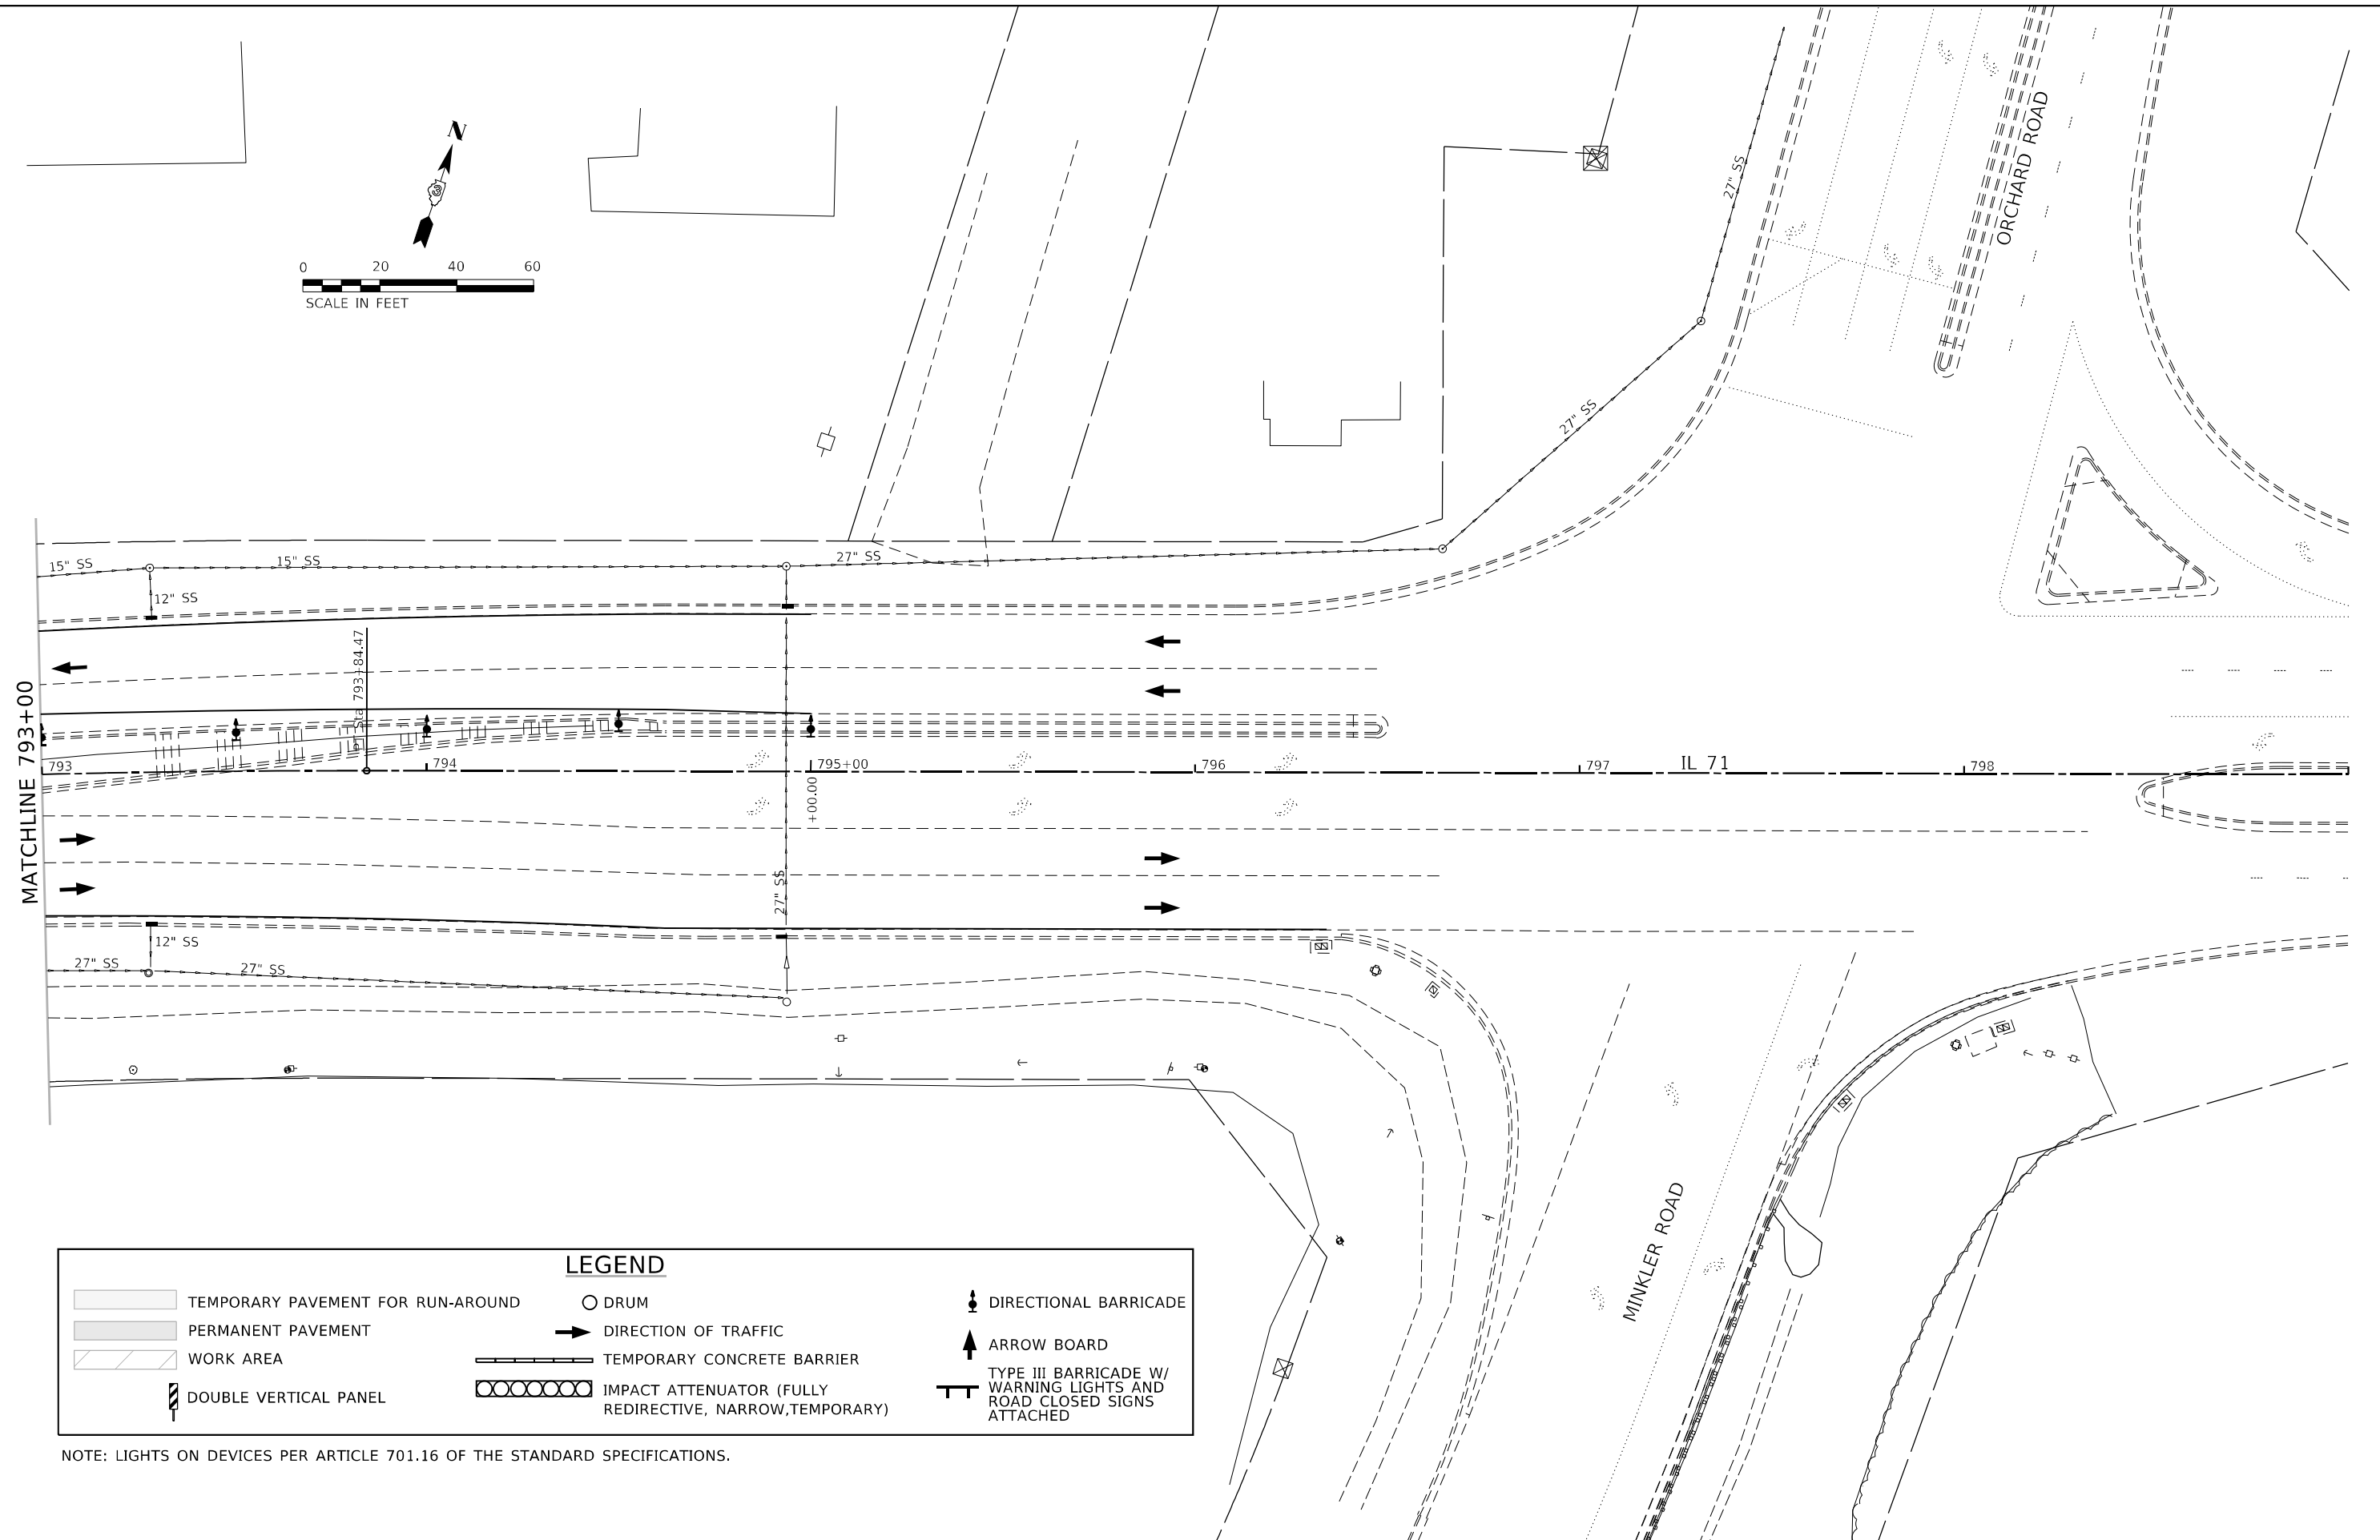 N
0 20 40 60
SCALE IN FEET
ORCHARD ROAD
27" SS
27" SS
15" SS
15" SS
27" SS
12" SS
Sta 793+84.47
MATCHLINE 793+00
793
794
795+00
796
797
IL 71
798
+00.00
27" SS
12" SS
27" SS
27" SS
MINKLER ROAD
LEGEND
TEMPORARY PAVEMENT FOR RUN-AROUND
PERMANENT PAVEMENT
WORK AREA
DOUBLE VERTICAL PANEL
DRUM
DIRECTION OF TRAFFIC
TEMPORARY CONCRETE BARRIER
IMPACT ATTENUATOR (FULLY
REDIRECTIVE, NARROW,TEMPORARY)
DIRECTIONAL BARRICADE
ARROW BOARD
TYPE III BARRICADE W/
WARNING LIGHTS AND
ROAD CLOSED SIGNS
ATTACHED
NOTE: LIGHTS ON DEVICES PER ARTICLE 701.16 OF THE STANDARD SPECIFICATIONS.